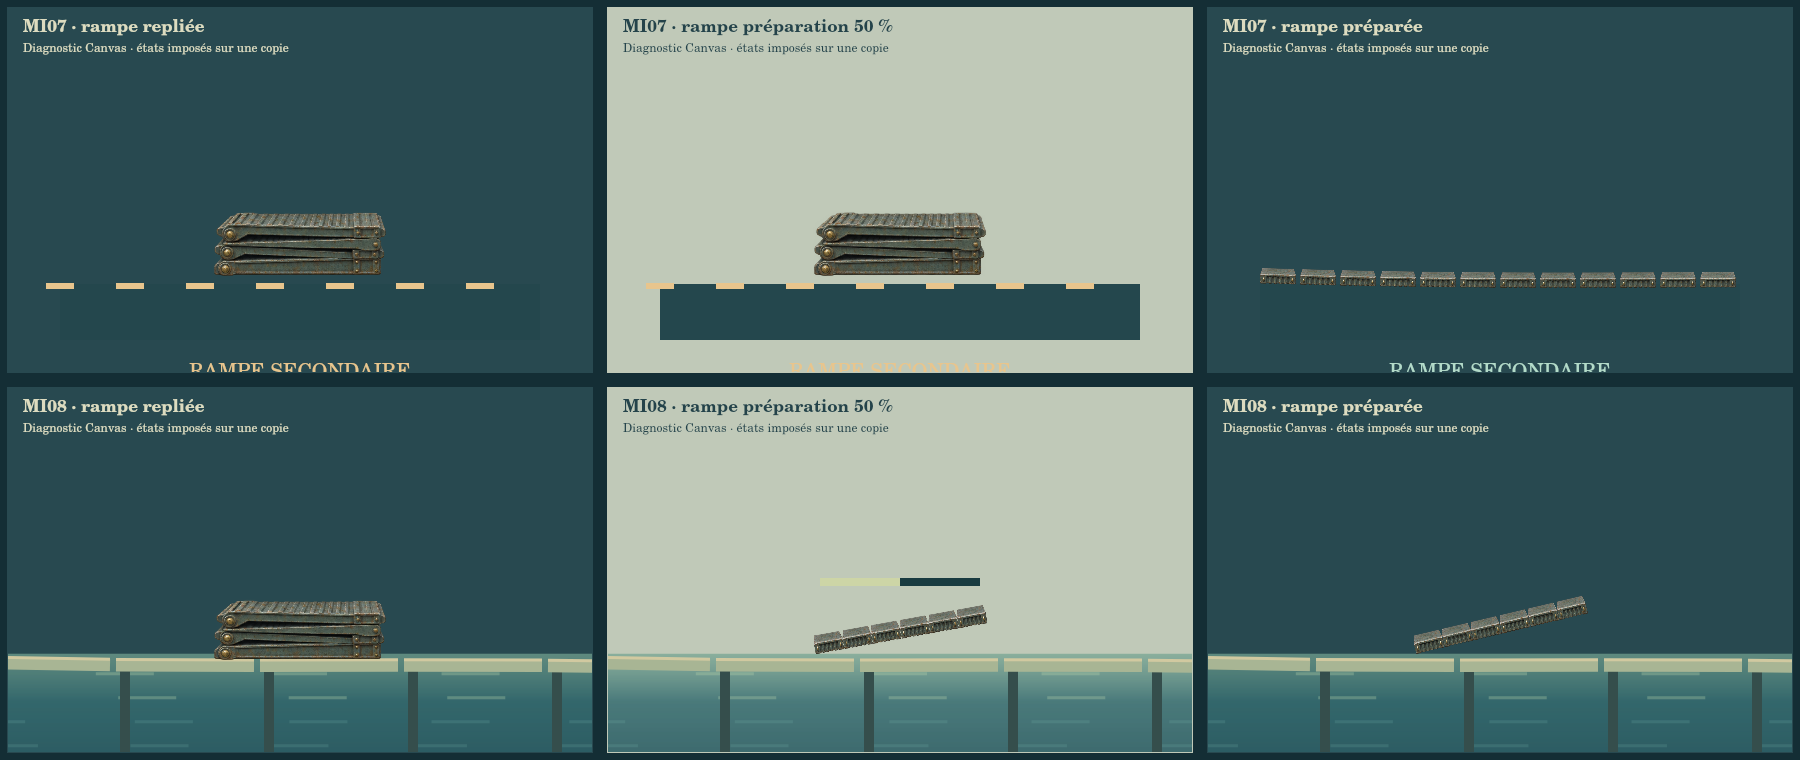 MI07 · rampe repliée
Diagnostic Canvas · états imposés sur une copie
RAMPE SECONDAIRE
MI07 · rampe préparation 50 %
Diagnostic Canvas · états imposés sur une copie
RAMPE SECONDAIRE
MI07 · rampe préparée
Diagnostic Canvas · états imposés sur une copie
RAMPE SECONDAIRE
MI08 · rampe repliée
Diagnostic Canvas · états imposés sur une copie
MI08 · rampe préparation 50 %
Diagnostic Canvas · états imposés sur une copie
MI08 · rampe préparée
Diagnostic Canvas · états imposés sur une copie